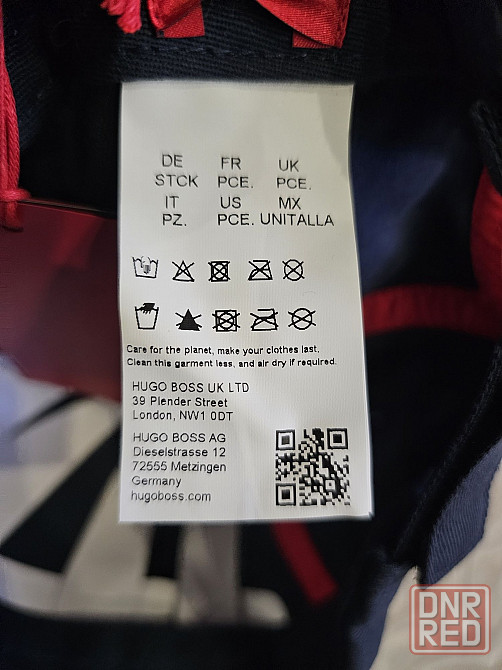 DE FR UK
STCK PCE. PCE.
IT US MX
PZ. PCE. UNITALLA
Care for the planet, make your clothes last.
Clean this garment less, and air dry if required.
HUGO BOSS UK LTD
39 Plender Street
London, NW1 0DT
HUGO BOSS AG
Dieselstrasse 12
72555 Metzingen
Germany
hugoboss.com
DNR
RED